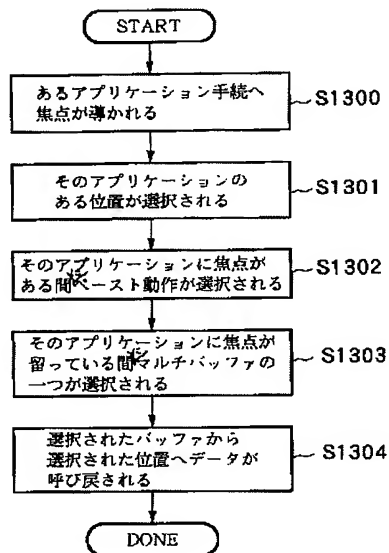 START
あるアプリケーション手続へ
焦点が導かれる
S1300
そのアプリケーションの
ある位置が選択される
S1301
そのアプリケーションに焦点が
ある間にペースト動作が選択される
S1302
そのアプリケーションに焦点が
留っている間にマルチバッファの
一つが選択される
S1303
選択されたバッファから
選択された位置へデータが
呼び戻される
S1304
DONE